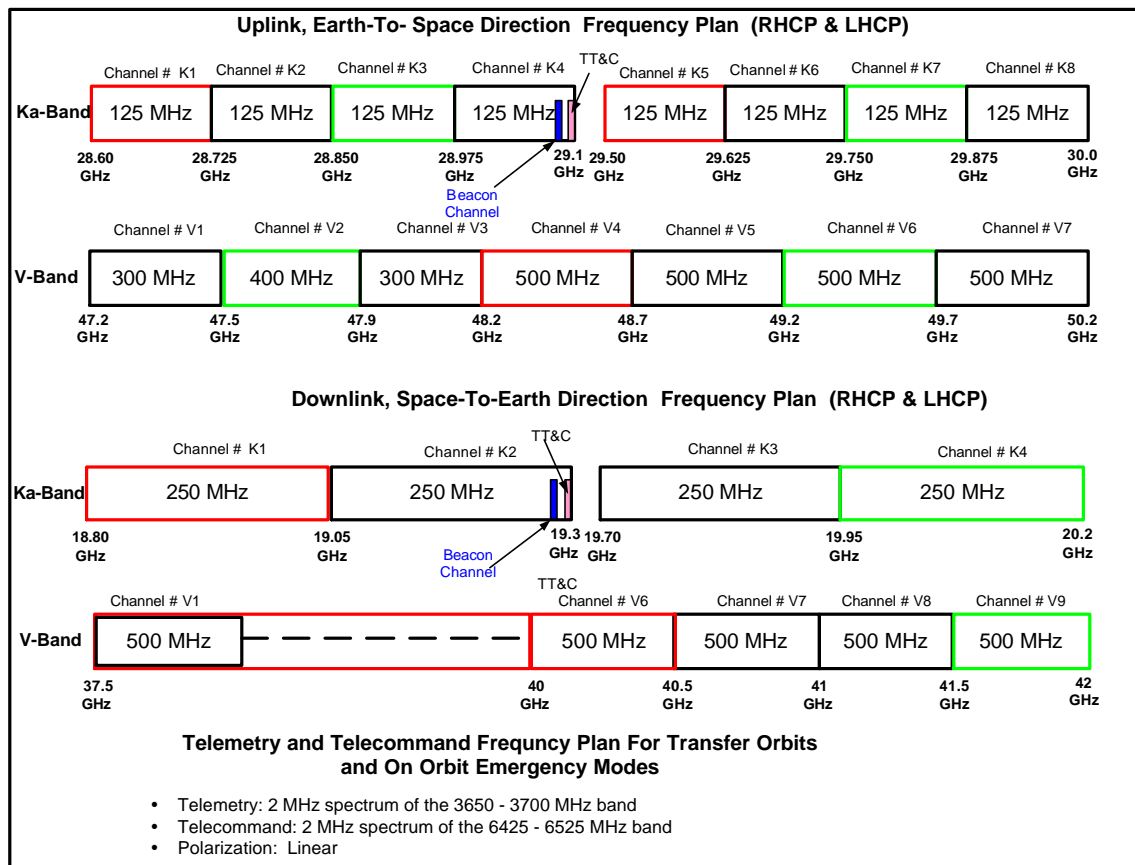 Uplink, Earth-To- Space Direction Frequency Plan (RHCP & LHCP)
TT&C
Channel # K1 Channel # K2 Channel # K3 Channel # K4 Channel # K5 Channel # K6 Channel # K7 Channel # K8
Ka-Band 125 MHz 125 MHz 125 MHz 125 MHz 125 MHz 125 MHz 125 MHz 125 MHz
28.60 28.725 28.850 28.975 29.1 29.50 29.625 29.750 29.875 30.0
GHz GHz GHz GHz GHz GHz GHz GHz GHz GHz
Beacon
Channel
Channel # V1 Channel # V2 Channel # V3 Channel # V4 Channel # V5 Channel # V6 Channel # V7
V-Band 300 MHz 400 MHz 300 MHz 500 MHz 500 MHz 500 MHz 500 MHz
47.2 47.5 47.9 48.2 48.7 49.2 49.7 50.2
GHz GHz GHz GHz GHz GHz GHz GHz
Downlink, Space-To-Earth Direction Frequency Plan (RHCP & LHCP)
TT&C
Channel # K1 Channel # K2 Channel # K3 Channel # K4
Ka-Band 250 MHz 250 MHz 250 MHz 250 MHz
18.80 19.05 19.3 19.70 19.95 20.2
GHz GHz GHz GHz GHz GHz
Beacon
Channel
TT&C
Channel # V1 Channel # V6 Channel # V7 Channel # V8 Channel # V9
V-Band 500 MHz 500 MHz 500 MHz 500 MHz 500 MHz
37.5 40 40.5 41 41.5 42
GHz GHz GHz GHz GHz GHz
Telemetry and Telecommand Frequncy Plan For Transfer Orbits
and On Orbit Emergency Modes
• Telemetry: 2 MHz spectrum of the 3650 - 3700 MHz band
• Telecommand: 2 MHz spectrum of the 6425 - 6525 MHz band
• Polarization: Linear